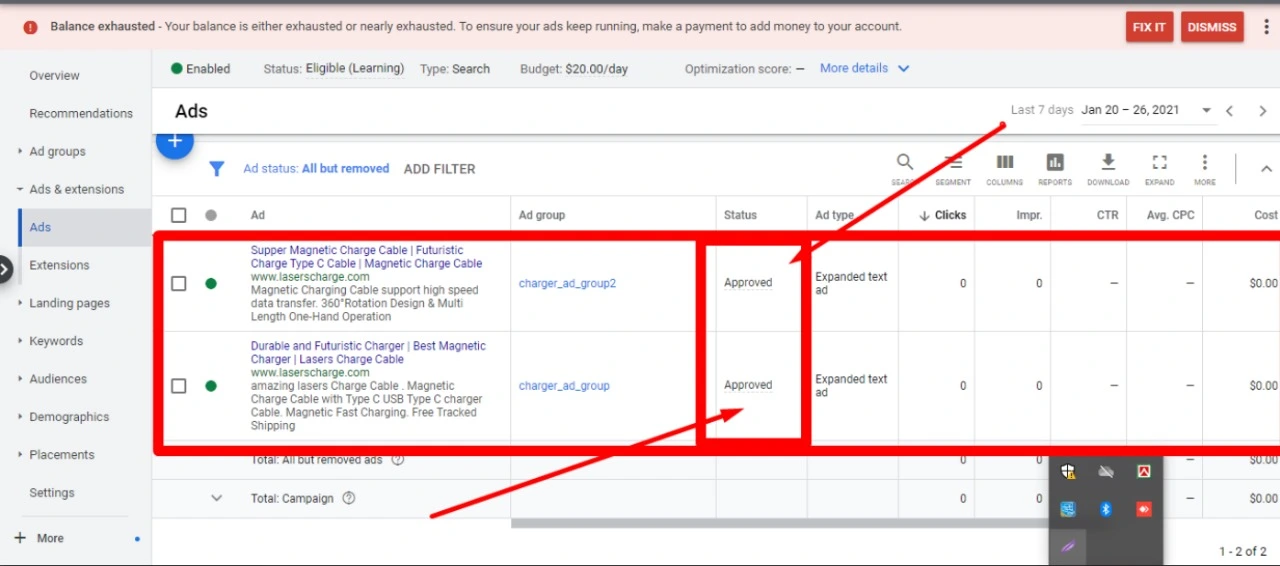 Balance exhausted - Your balance is either exhausted or nearly exhausted. To ensure your ads keep running, make a payment to add money to your account.
FIX IT
DISMISS
Overview
Recommendations
Ad groups
Ads & extensions
Ads
Extensions
Landing pages
Keywords
Audiences
Demographics
Placements
Settings
More
Enabled
Status: Eligible (Learning)
Type: Search
Budget: $20.00/day
Optimization score: –
More details
Ads
Last 7 days
Jan 20 – 26, 2021
Ad status: All but removed
ADD FILTER
SEARCH
SEGMENT
COLUMNS
REPORTS
DOWNLOAD
EXPAND
MORE
Ad
Ad group
Status
Ad type
Clicks
Impr.
CTR
Avg. CPC
Cost
Supper Magnetic Charge Cable | Futuristic
Charge Type C Cable | Magnetic Charge Cable
www.laserscharge.com
Magnetic Charging Cable support high speed
data transfer. 360°Rotation Design & Multi
Length One-Hand Operation
charger_ad_group2
Approved
Expanded text
ad
0
0
–
–
$0.00
Durable and Futuristic Charger | Best Magnetic
Charger | Lasers Charge Cable
www.laserscharge.com
amazing lasers Charge Cable . Magnetic
Charge Cable with Type C USB Type C charger
Cable. Magnetic Fast Charging. Free Tracked
Shipping
charger_ad_group
Approved
Expanded text
ad
0
0
–
–
$0.00
Total: All but removed ads
0
0
–
$0.00
Total: Campaign
0
0
–
$0.00
1 - 2 of 2